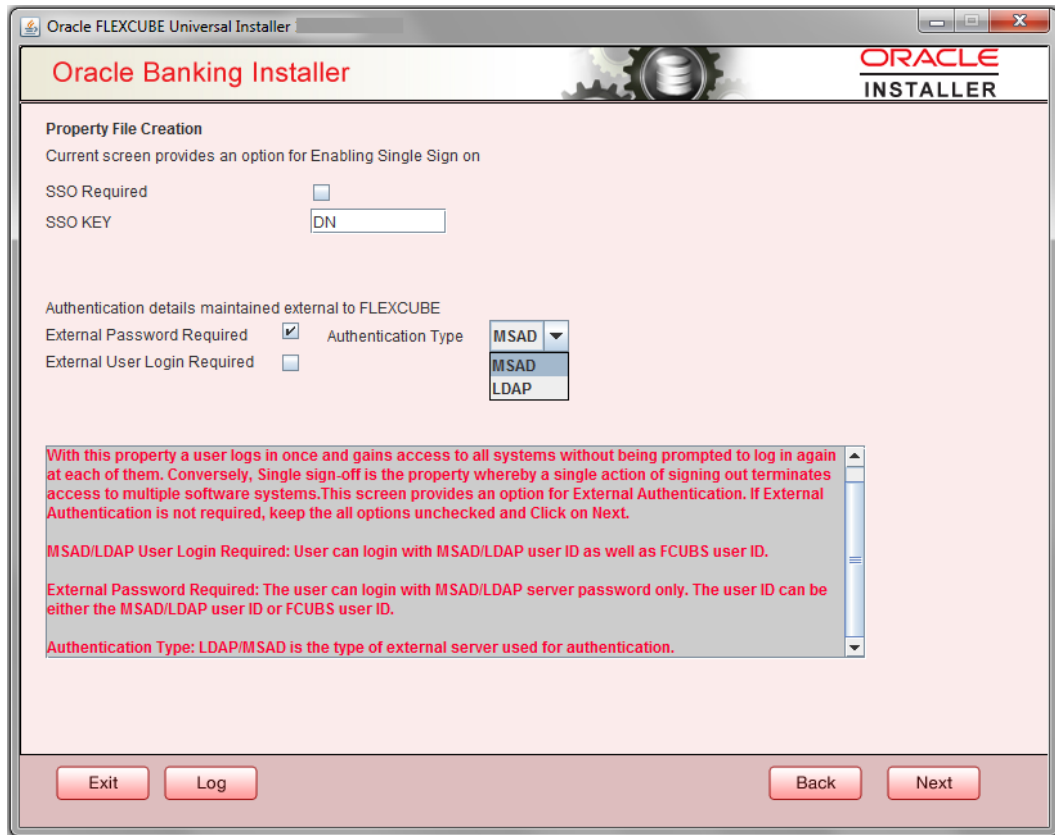 Oracle FLEXCUBE Universal Installer
Oracle Banking Installer
ORACLE
INSTALLER
Property File Creation
Current screen provides an option for Enabling Single Sign on
SSO Required
SSO KEY
DN
Authentication details maintained external to FLEXCUBE
External Password Required Authentication Type MSAD
External User Login Required
MSAD
LDAP
With this property a user logs in once and gains access to all systems without being prompted to log in again
at each of them. Conversely, Single sign-off is the property whereby a single action of signing out terminates
access to multiple software systems.This screen provides an option for External Authentication. If External
Authentication is not required, keep the all options unchecked and Click on Next.
MSAD/LDAP User Login Required: User can login with MSAD/LDAP user ID as well as FCUBS user ID.
External Password Required: The user can login with MSAD/LDAP server password only. The user ID can be
either the MSAD/LDAP user ID or FCUBS user ID.
Authentication Type: LDAP/MSAD is the type of external server used for authentication.
Exit Log Back Next